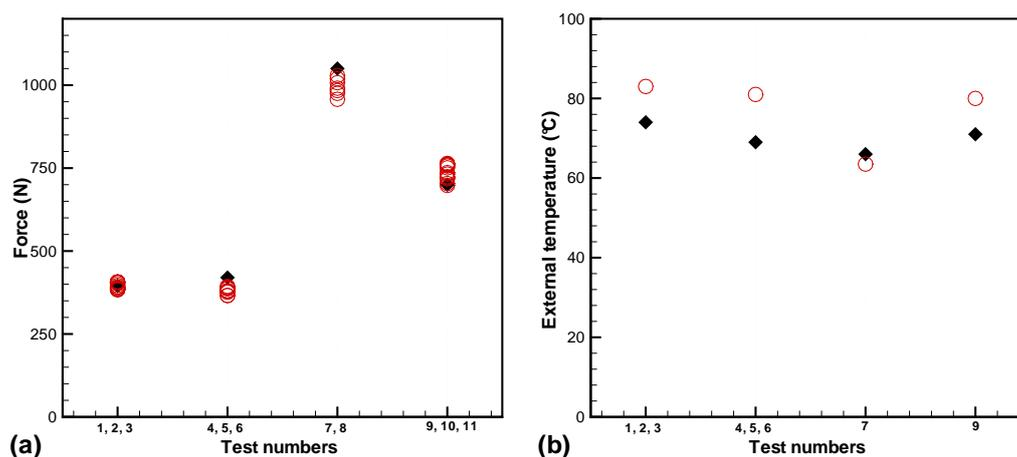 1000
750
500
250
0
Force (N)
1, 2, 3
4, 5, 6
7, 8
9, 10, 11
Test numbers
(a)
100
80
60
40
20
0
External temperature (°C)
1, 2, 3
4, 5, 6
7
9
Test numbers
(b)